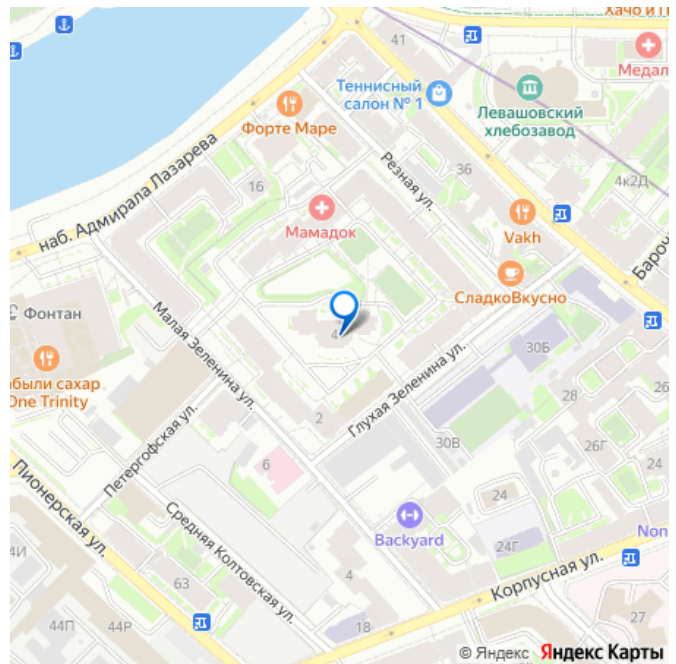 Хачо и П
41
Теннисный
салон № 1
Медал
Левашовский
хлебозавод
Форте Маре
наб. Адмирала Лазарева
16
Резная ул.
36
4к2Д
Мамадок
Vakh
Бароч
СладкоВкусно
Фонтан
Малая Зеленина ул.
4
30Б
были сахар
One Trinity
Глухая Зеленина ул.
2
28
26
Петергофская ул.
30В
26Г
6
24
24
Пионерская ул.
Backyard
Средняя Колтовская ул.
24Г
Non
4И
Корпусная ул.
63
4
27
44П
44Р
18
© Яндекс Яндекс Карты